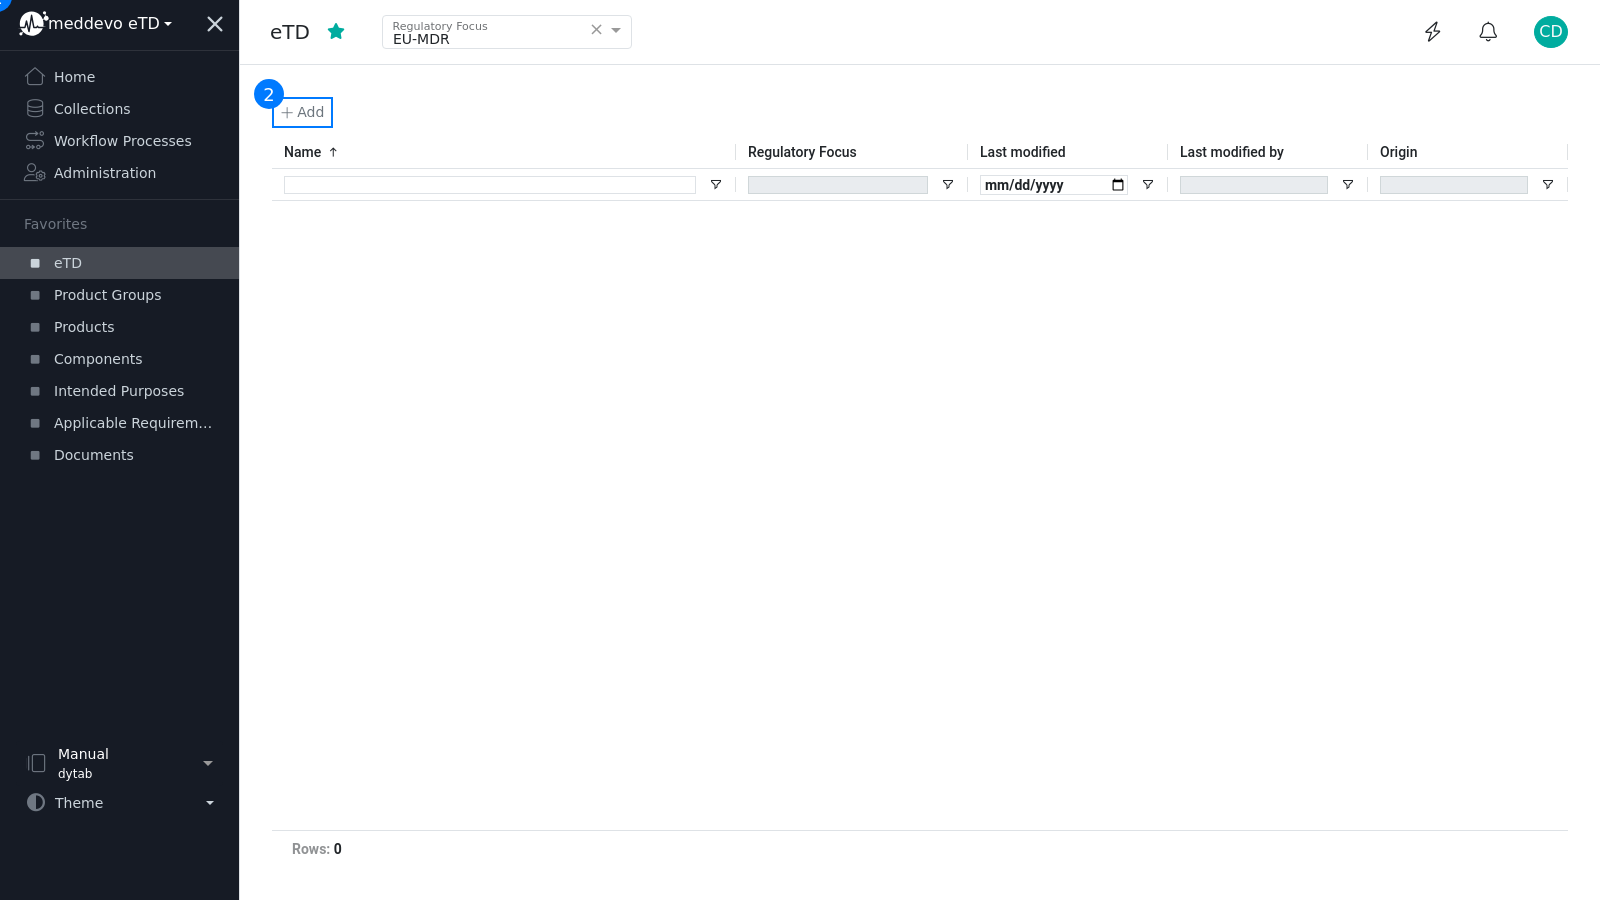 meddevo eTD
Home
Collections
Workflow Processes
Administration
Favorites
eTD
Product Groups
Products
Components
Intended Purposes
Applicable Requirem...
Documents
Manual
dytab
Theme
eTD
Regulatory Focus
EU-MDR
CD
2
Add
Name
Regulatory Focus
Last modified
Last modified by
Origin
mm/dd/yyyy
Rows: 0